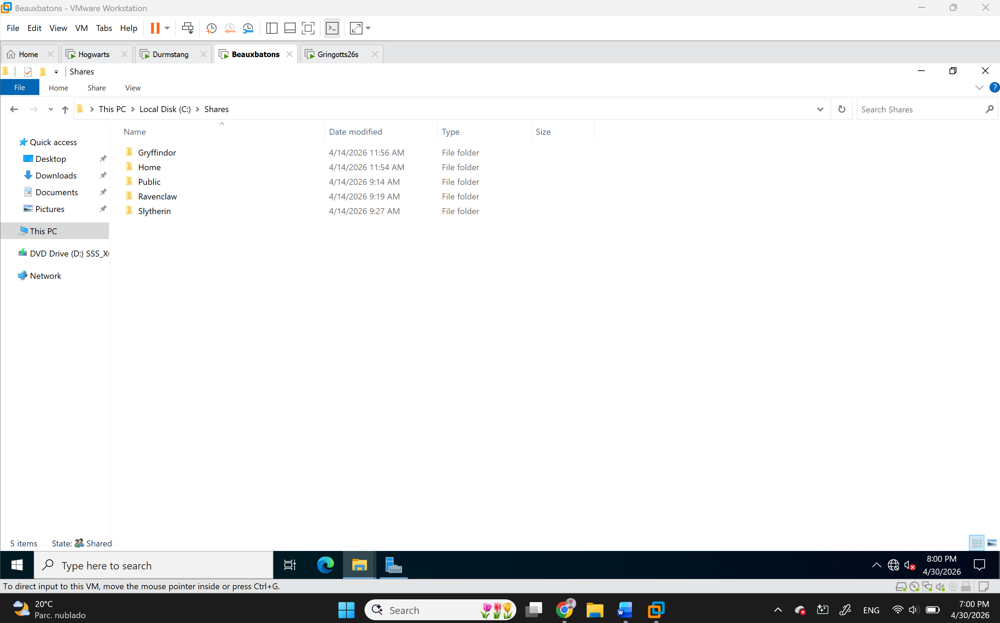 Beauxbatons - VMware Workstation
File Edit View VM Tabs Help
Home Hogwarts Durmstang Beauxbatons Gringotts26s
Shares
File Home Share View
This PC Local Disk (C:) Shares
Search Shares
Name Date modified Type Size
Quick access
Desktop
Downloads
Documents
Pictures
This PC
DVD Drive (D:) SSS_X
Network
Gryffindor 4/14/2026 11:56 AM File folder
Home 4/14/2026 11:54 AM File folder
Public 4/14/2026 9:14 AM File folder
Ravenclaw 4/14/2026 9:19 AM File folder
Slytherin 4/14/2026 9:27 AM File folder
5 items State: Shared
Type here to search
8:00 PM
4/30/2026
To direct input to this VM, move the mouse pointer inside or press Ctrl+G.
20°C
Parc. nublado
Search
ENG
7:00 PM
4/30/2026